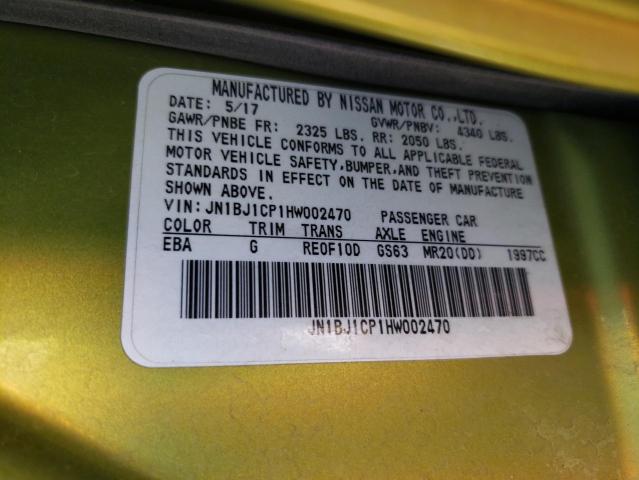 MANUFACTURED BY NISSAN MOTOR CO.,LTD.
DATE: 5/17 GVWR/PNBV: 4340 LBS.
GAWR/PNBE FR: 2325 LBS. RR: 2050 LBS.
THIS VEHICLE CONFORMS TO ALL APPLICABLE FEDERAL
MOTOR VEHICLE SAFETY,BUMPER,AND THEFT PREVENTION
STANDARDS IN EFFECT ON THE DATE OF MANUFACTURE
SHOWN ABOVE.
VIN: JN1BJ1CP1HW002470 PASSENGER CAR
COLOR TRIM TRANS AXLE ENGINE
EBA G RE0F10D GS63 MR20(DD) 1997CC
JN1BJ1CP1HW002470